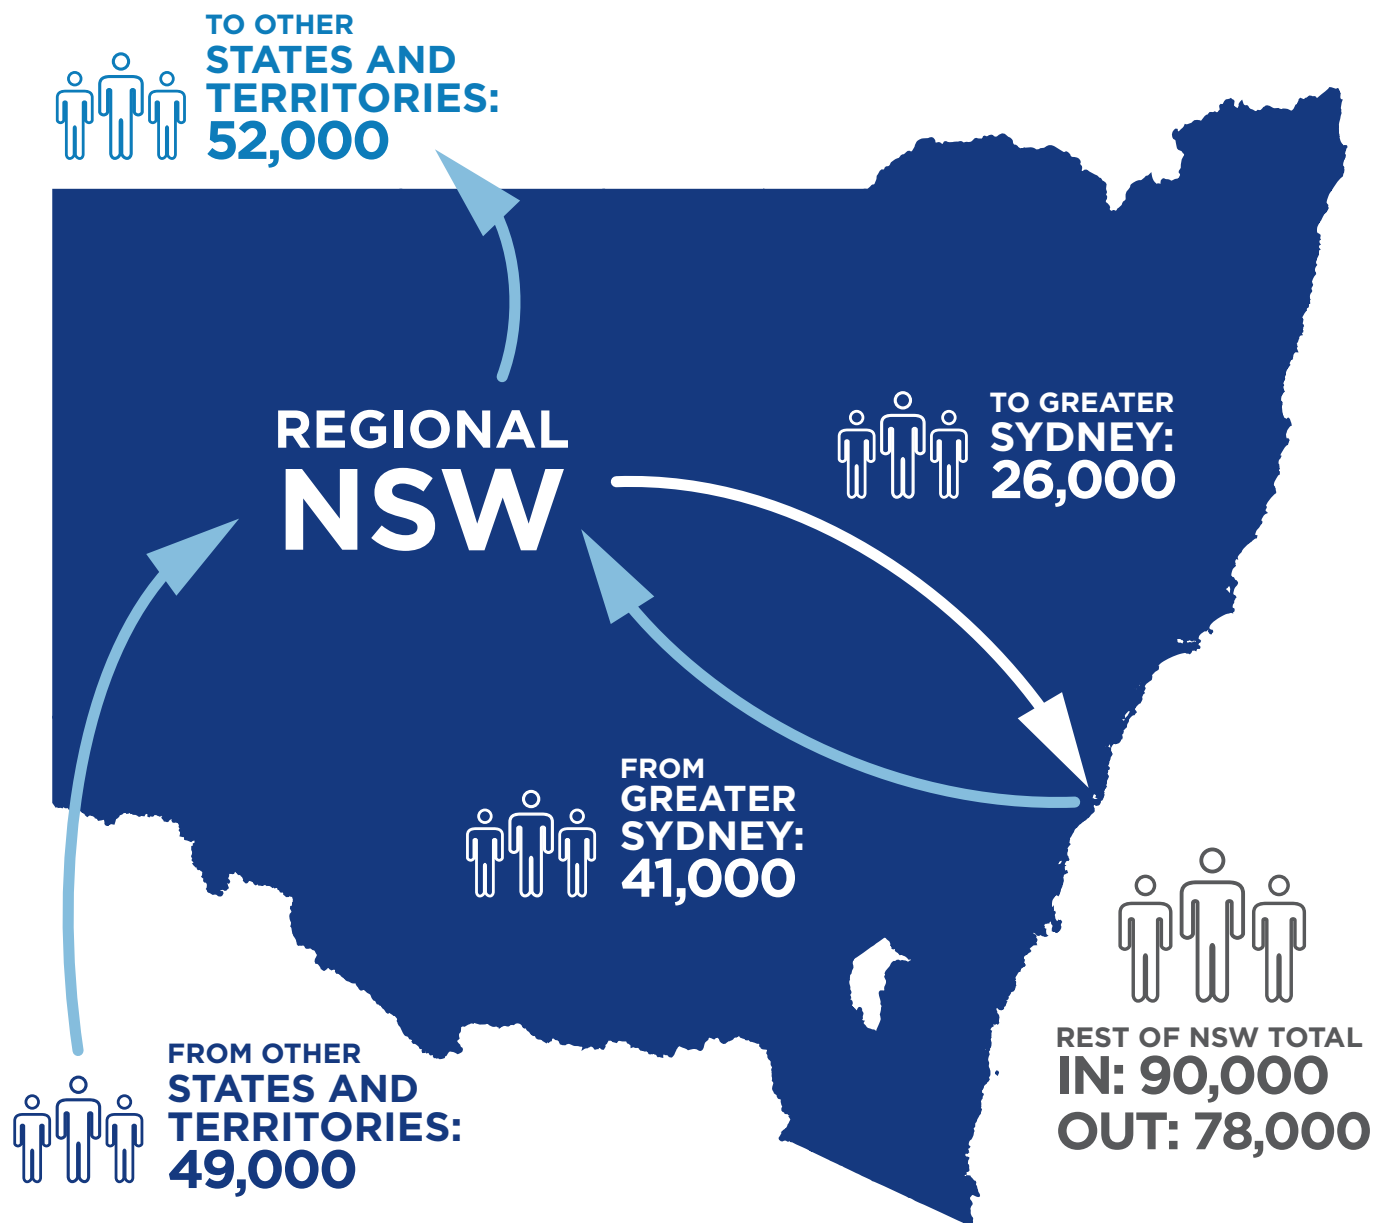 TO OTHER
STATES AND
TERRITORIES:
52,000
REGIONAL
NSW
TO GREATER
SYDNEY:
26,000
FROM
GREATER
SYDNEY:
41,000
REST OF NSW TOTAL
IN: 90,000
OUT: 78,000
FROM OTHER
STATES AND
TERRITORIES:
49,000